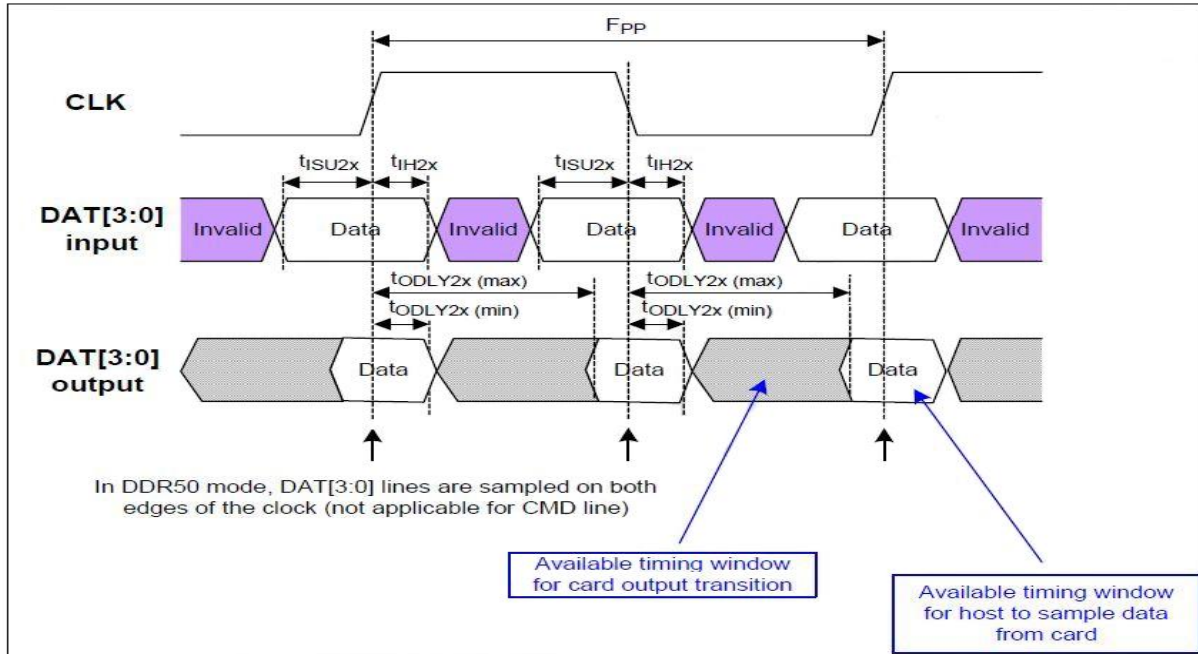 FPP
CLK
tISU2x
tIH2x
tISU2x
tIH2x
DAT[3:0]
input
Invalid
Data
Invalid
Data
Invalid
Data
Invalid
tODLY2x (max)
tODLY2x (max)
tODLY2x (min)
tODLY2x (min)
DAT[3:0]
output
Data
Data
Data
In DDR50 mode, DAT[3:0] lines are sampled on both
edges of the clock (not applicable for CMD line)
Available timing window
for card output transition
Available timing window
for host to sample data
from card